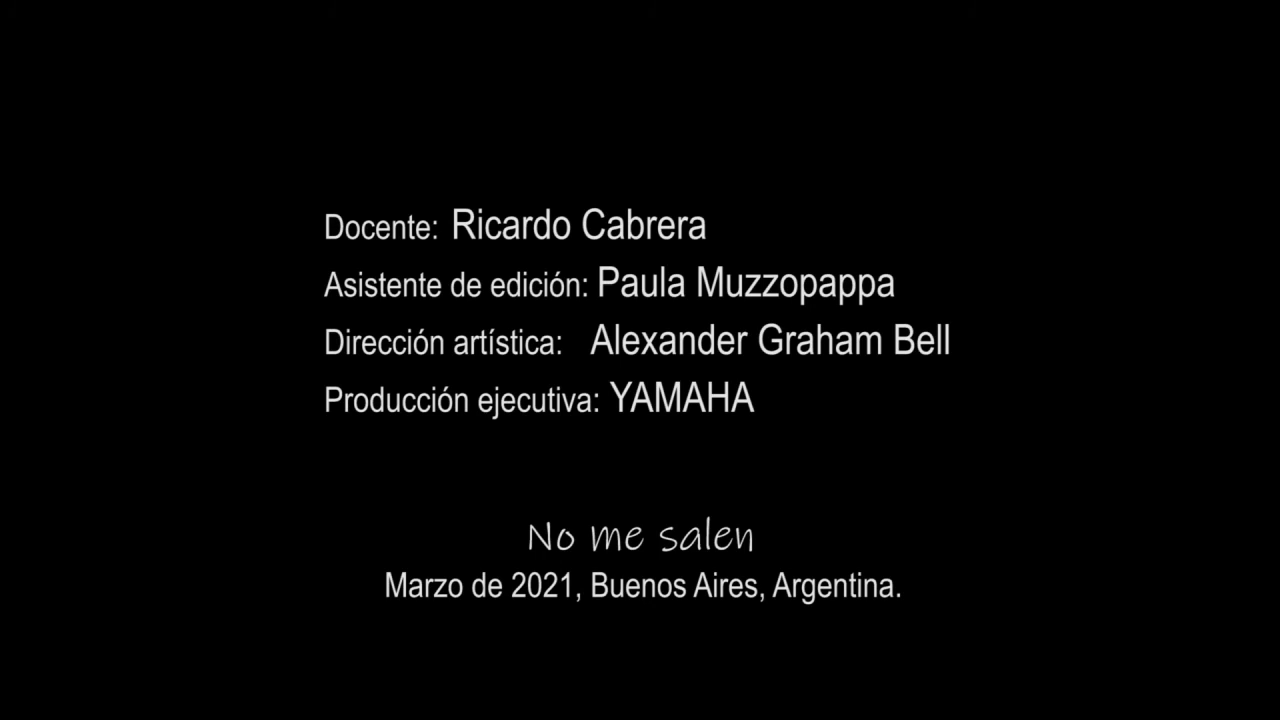 Docente: Ricardo Cabrera
Asistente de edición: Paula Muzzopappa
Dirección artística: Alexander Graham Bell
Producción ejecutiva: YAMAHA
No me salen
Marzo de 2021, Buenos Aires, Argentina.